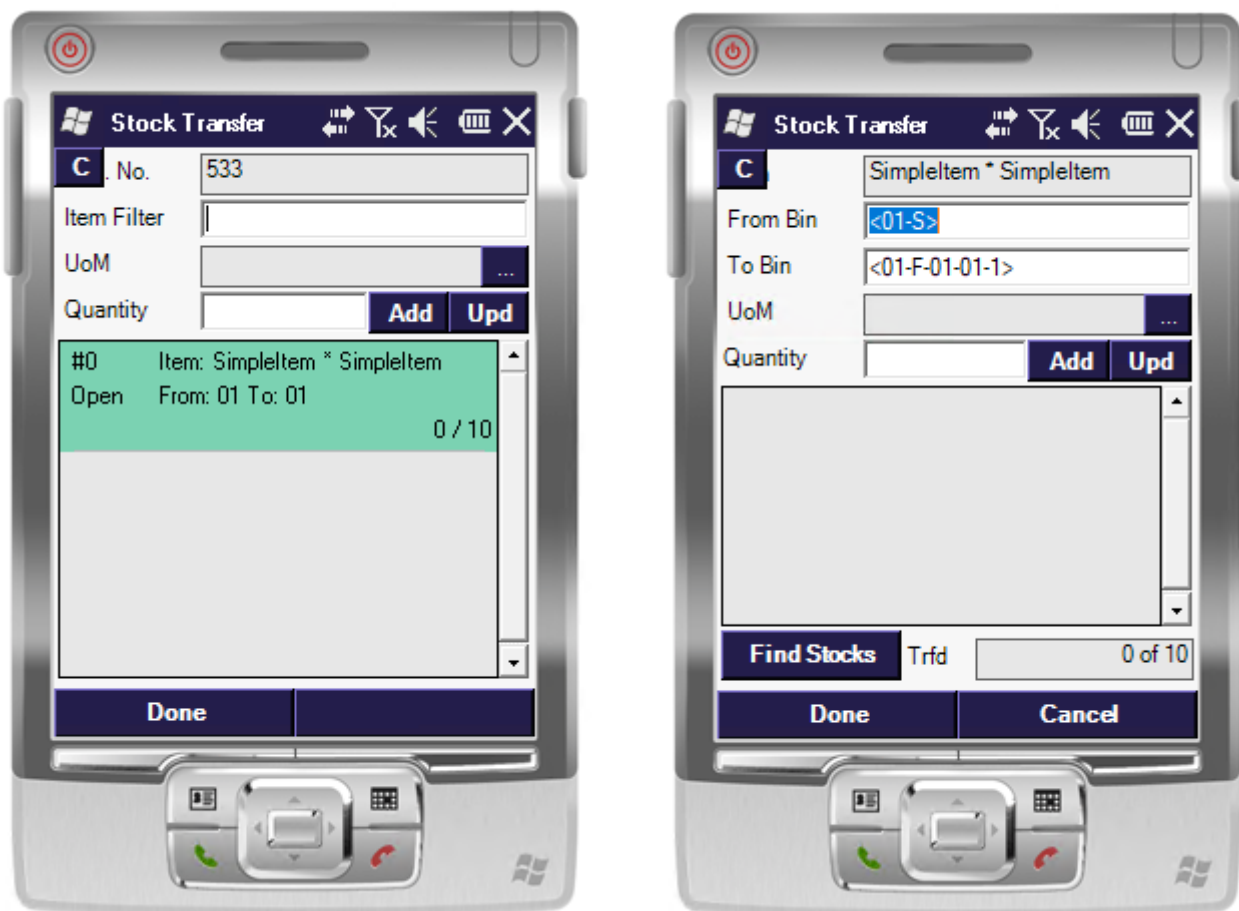 Stock Transfer
C . No. 533
Item Filter
UoM ...
Quantity Add Upd
#0 Item: SimpleItem * SimpleItem
Open From: 01 To: 01
0 / 10
Done
Stock Transfer
C SimpleItem * SimpleItem
From Bin <01-S>
To Bin <01-F-01-01-1>
UoM ...
Quantity Add Upd
Find Stocks Trfd 0 of 10
Done Cancel